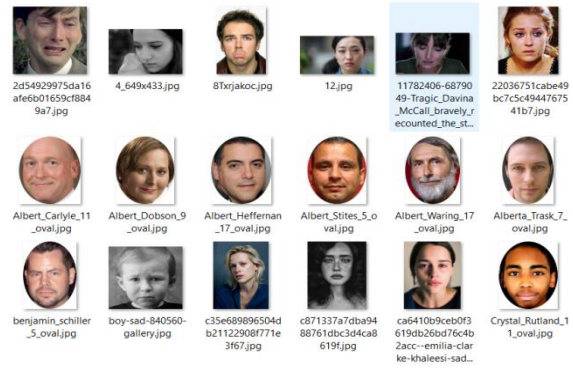 2d54929975da16
afe6b01659cf884
9a7.jpg
4_649x433.jpg
8Txrjakoc.jpg
12.jpg
11782406-68790
49-Tragic_Davina
_McCall_bravely_r
ecounted_the_st...
22036751cabe49
bc7c5c49447675
41b7.jpg
Albert_Carlyle_11
_oval.jpg
Albert_Dobson_9
_oval.jpg
Albert_Heffernan
_17_oval.jpg
Albert_Stites_5_o
val.jpg
Albert_Waring_17
_oval.jpg
Alberta_Trask_7_
oval.jpg
benjamin_schiller
_5_oval.jpg
boy-sad-840560-
gallery.jpg
c35e689896504d
b21122908f771e
3f67.jpg
c871337a7dba94
88761dbc3d4ca8
619f.jpg
ca6410b9ceb0f3
619db26bd76c4b
2acc--emilia-clar
ke-khaleesi-sad...
Crystal_Rutland_1
1_oval.jpg